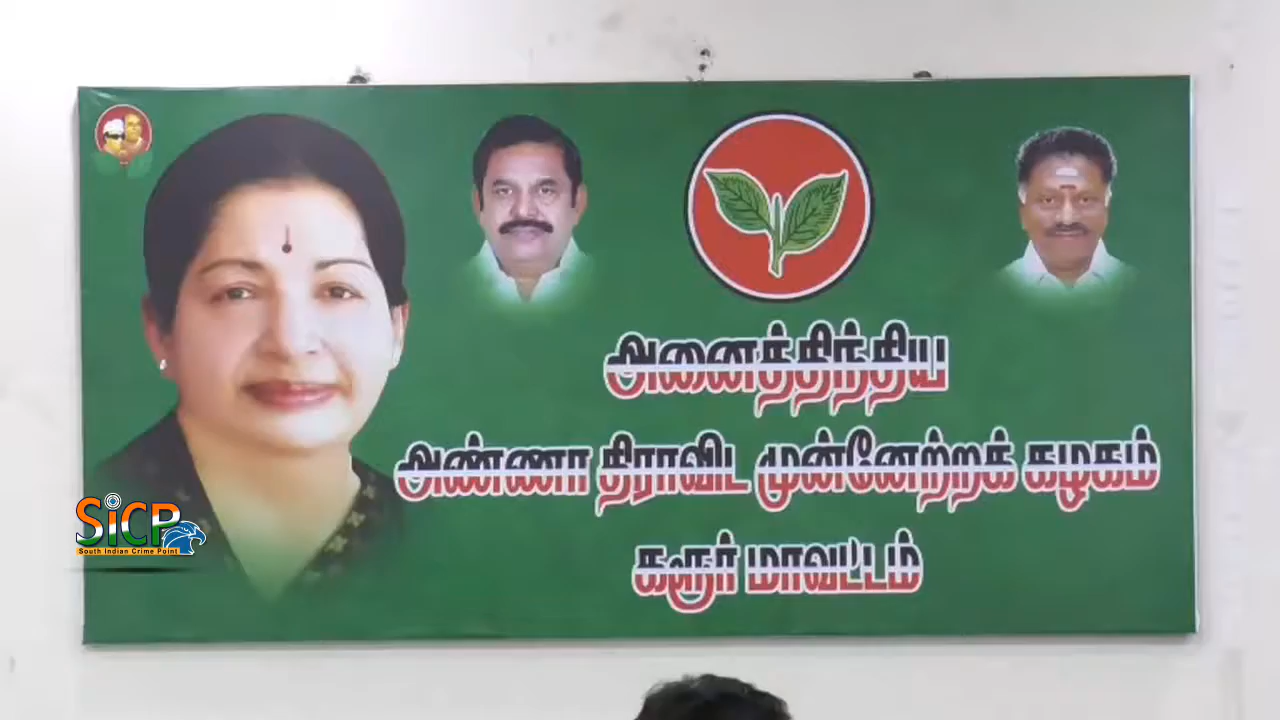 அனைத்திந்திய
அண்ணா திராவிட முன்னேற்றக் கழகம்
கரூர் மாவட்டம்
SiCP
South Indian Crime Point